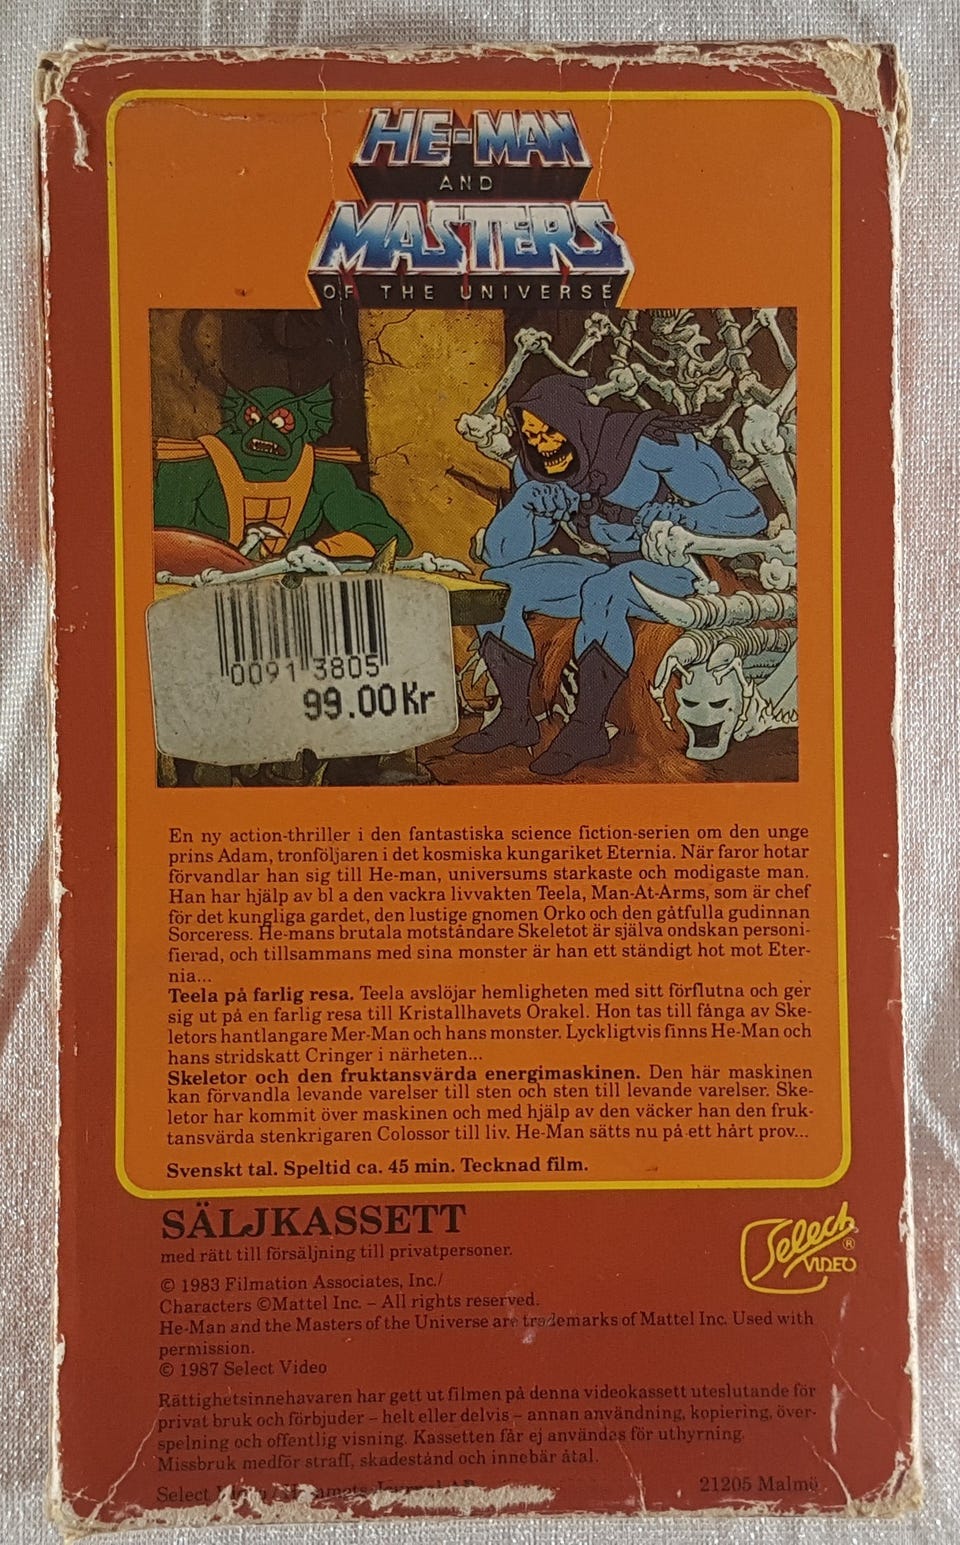 HE-MAN
AND
MASTERS
OF THE UNIVERSE
0091 3805
99.00 Kr
En ny action-thriller i den fantastiska science fiction-serien om den unge
prins Adam, tronföljaren i det kosmiska kungariket Eternia. När faror hotar
förvandlar han sig till He-man, universums starkaste och modigaste man.
Han har hjälp av bl a den vackra livvakten Teela, Man-At-Arms, som är chef
för det kungliga gardet, den lustige gnomen Orko och den gåtfulla gudinnan
Sorceress. He-mans brutala motståndare Skeletot är själva ondskan personi-
fierad, och tillsammans med sina monster är han ett ständigt hot mot Eter-
nia...
Teela på farlig resa. Teela avslöjar hemligheten med sitt förflutna och ger
sig ut på en farlig resa till Kristallhavets Orakel. Hon tas till fånga av Ske-
letors hantlangare Mer-Man och hans monster. Lyckligtvis finns He-Man och
hans stridskatt Cringer i närheten...
Skeletor och den fruktansvärda energimaskinen. Den här maskinen
kan förvandla levande varelser till sten och sten till levande varelser. Ske-
letor har kommit över maskinen och med hjälp av den väcker han den fruk-
tansvärda stenkrigaren Colossor till liv. He-Man sätts nu på ett hårt prov...
Svenskt tal. Speltid ca. 45 min. Tecknad film.
SÄLJKASSETT
med rätt till försäljning till privatpersoner.
Select ®
VIDEO
© 1983 Filmation Associates, Inc./
Characters ©Mattel Inc. – All rights reserved.
He-Man and the Masters of the Universe are trademarks of Mattel Inc. Used with
permission.
© 1987 Select Video
Rättighetsinnehavaren har gett ut filmen på denna videokassett uteslutande för
privat bruk och förbjuder – helt eller delvis – annan användning, kopiering, över-
spelning och offentlig visning. Kassetten får ej användas för uthyrning.
Missbruk medför straff, skadestånd och innebär åtal.
Select 21205 Malmö